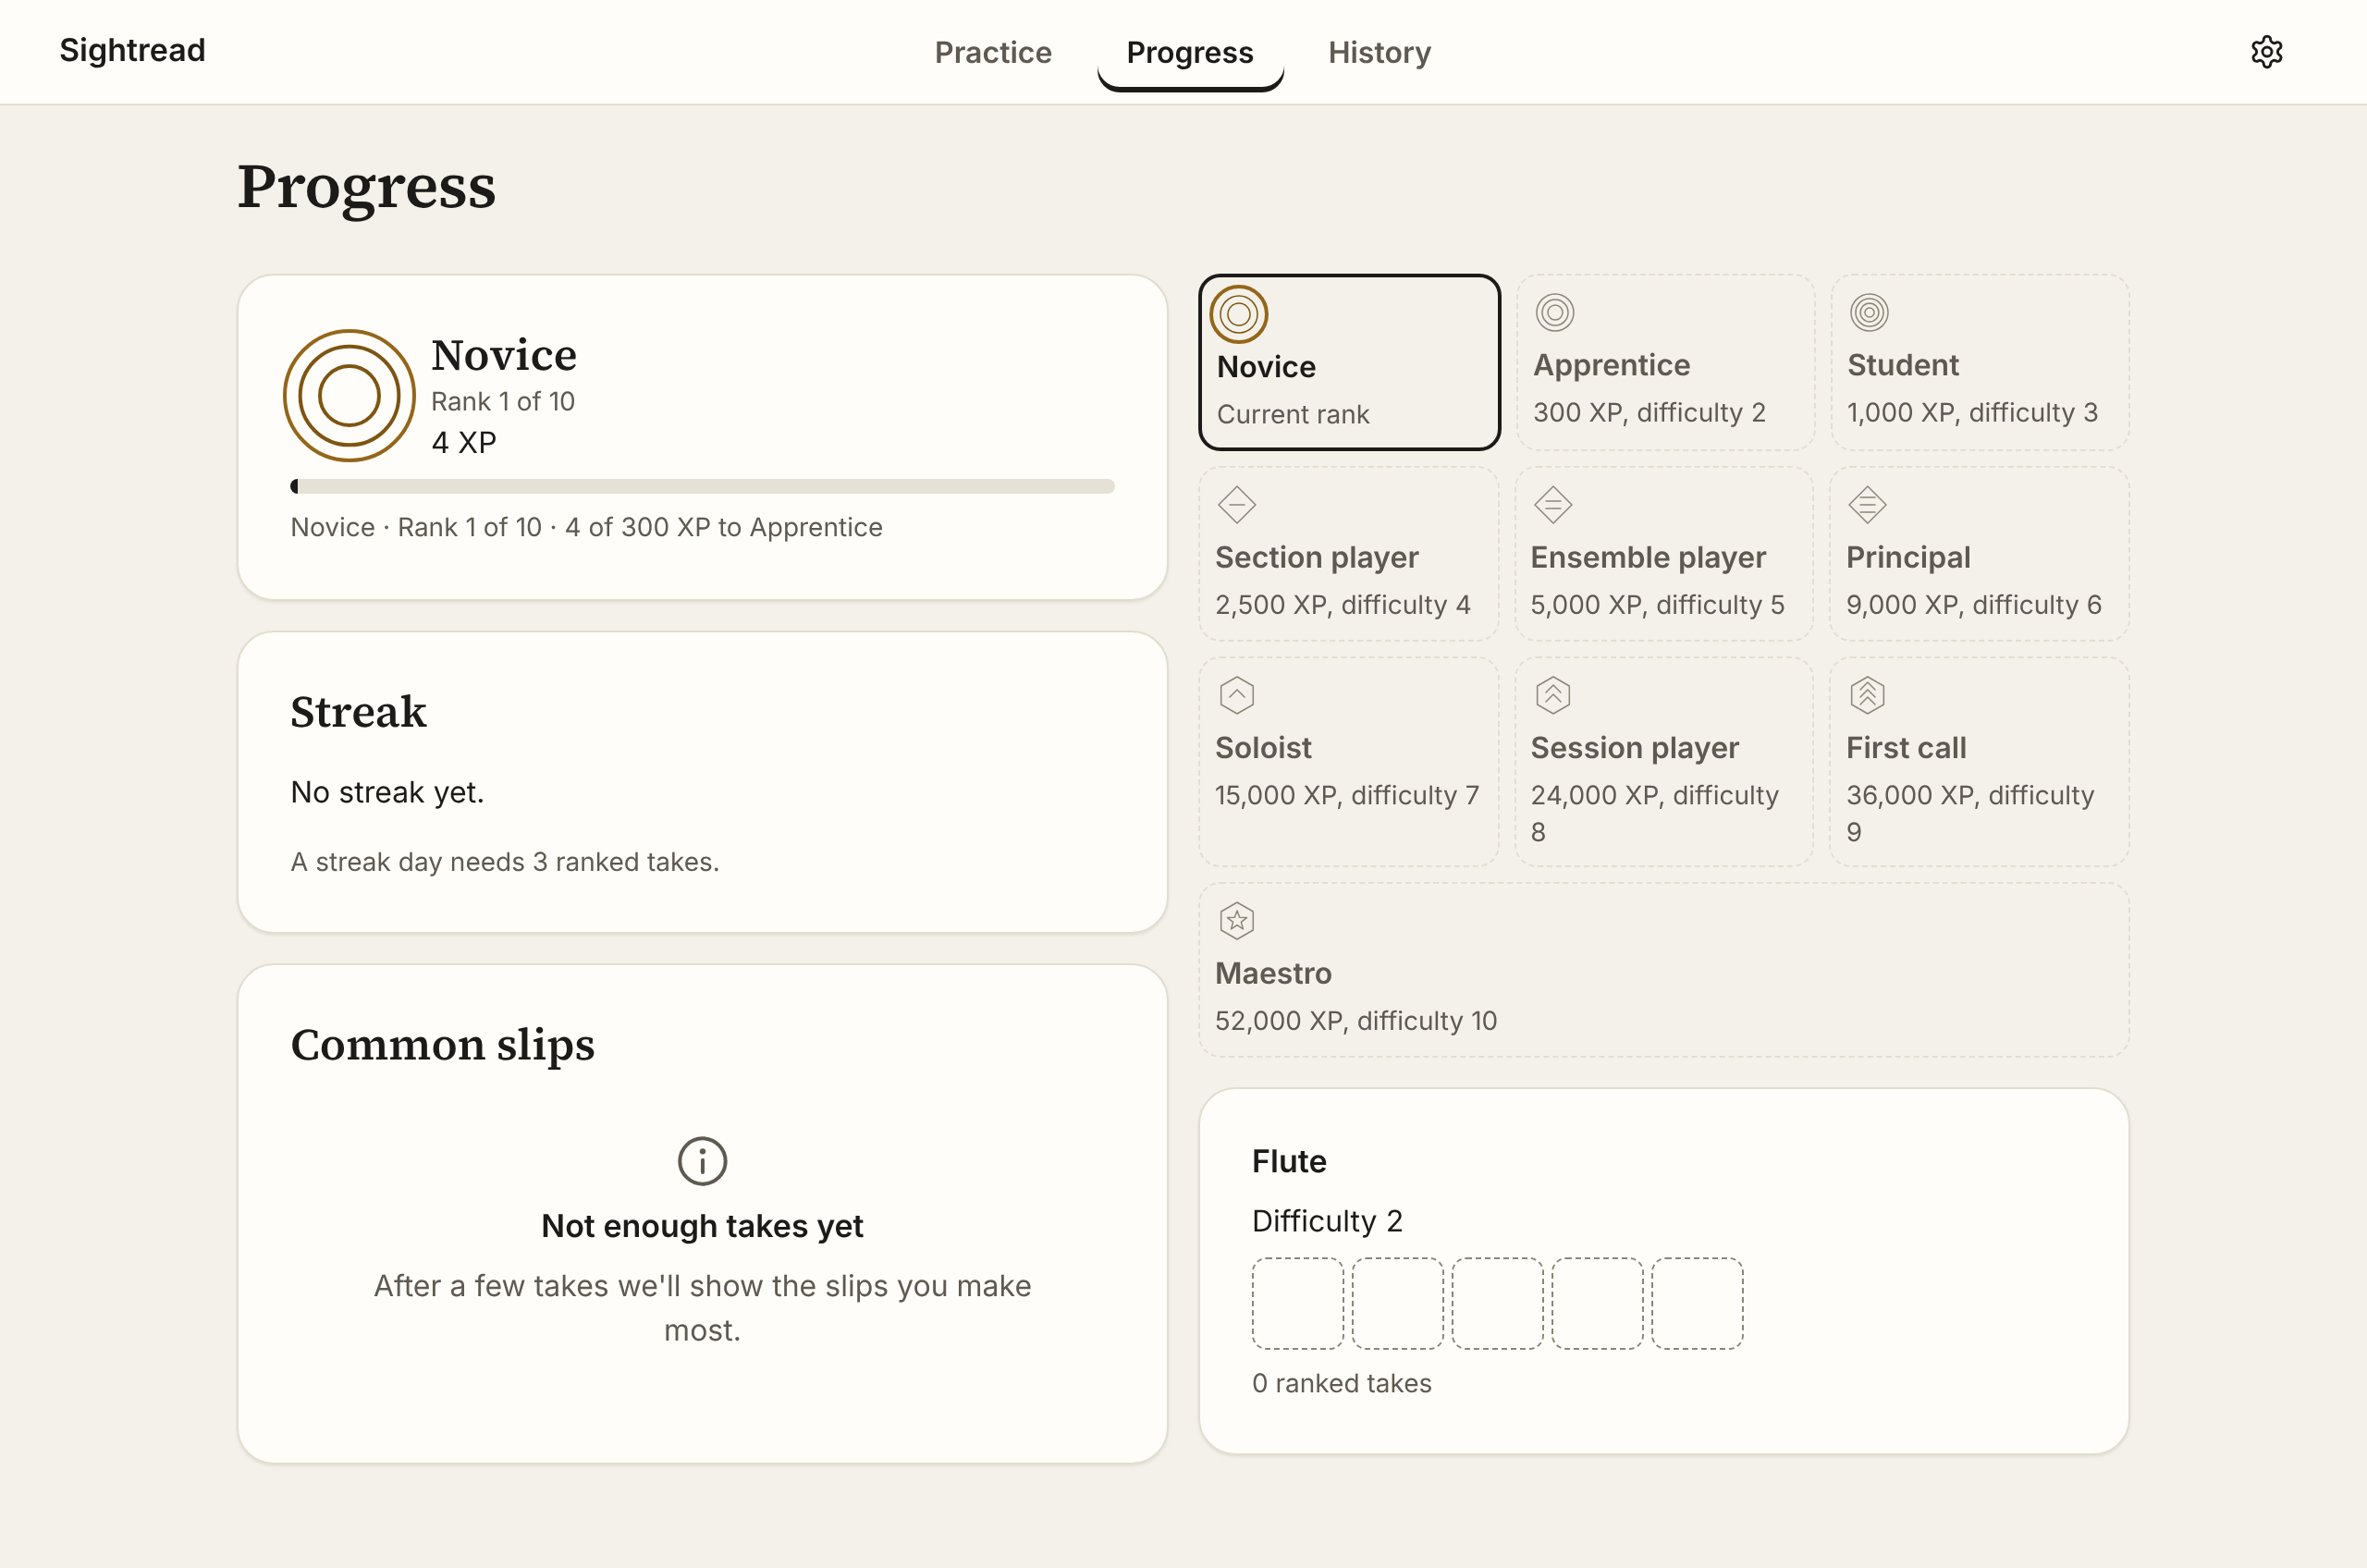 Sightread
Practice
Progress
History
Progress
Novice
Rank 1 of 10
4 XP
Novice · Rank 1 of 10 · 4 of 300 XP to Apprentice
Streak
No streak yet.
A streak day needs 3 ranked takes.
Common slips
Not enough takes yet
After a few takes we'll show the slips you make
most.
Novice
Current rank
Apprentice
300 XP, difficulty 2
Student
1,000 XP, difficulty 3
Section player
2,500 XP, difficulty 4
Ensemble player
5,000 XP, difficulty 5
Principal
9,000 XP, difficulty 6
Soloist
15,000 XP, difficulty 7
Session player
24,000 XP, difficulty
8
First call
36,000 XP, difficulty
9
Maestro
52,000 XP, difficulty 10
Flute
Difficulty 2
0 ranked takes